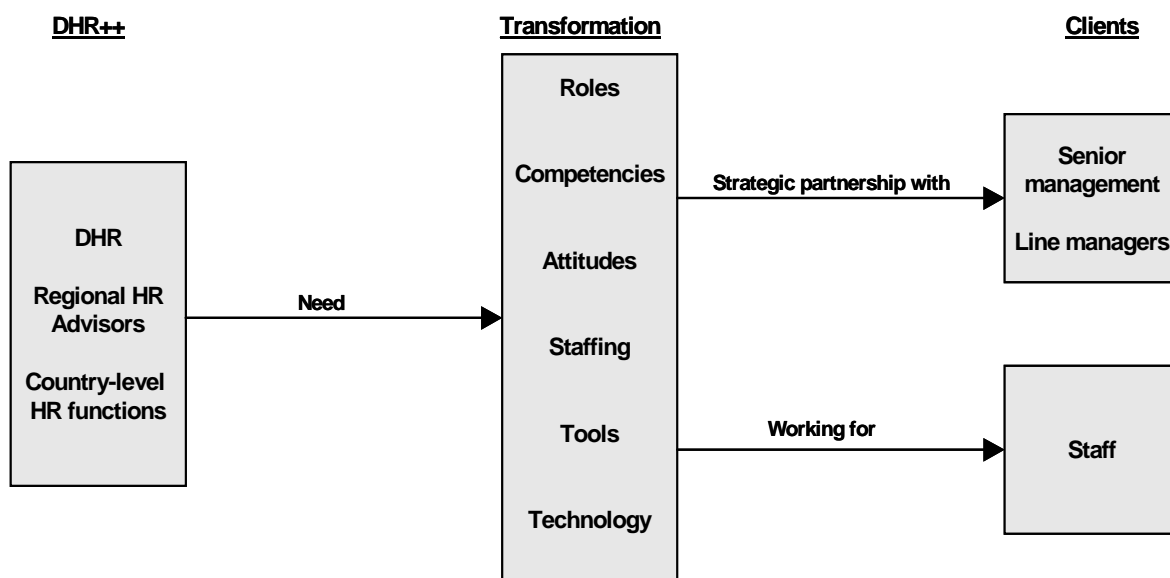 DHR++
Transformation
Clients
DHR
Regional HR
Advisors
Country-level
HR functions
Need
Roles
Competencies
Attitudes
Staffing
Tools
Technology
Strategic partnership with
Working for
Senior
management
Line managers
Staff